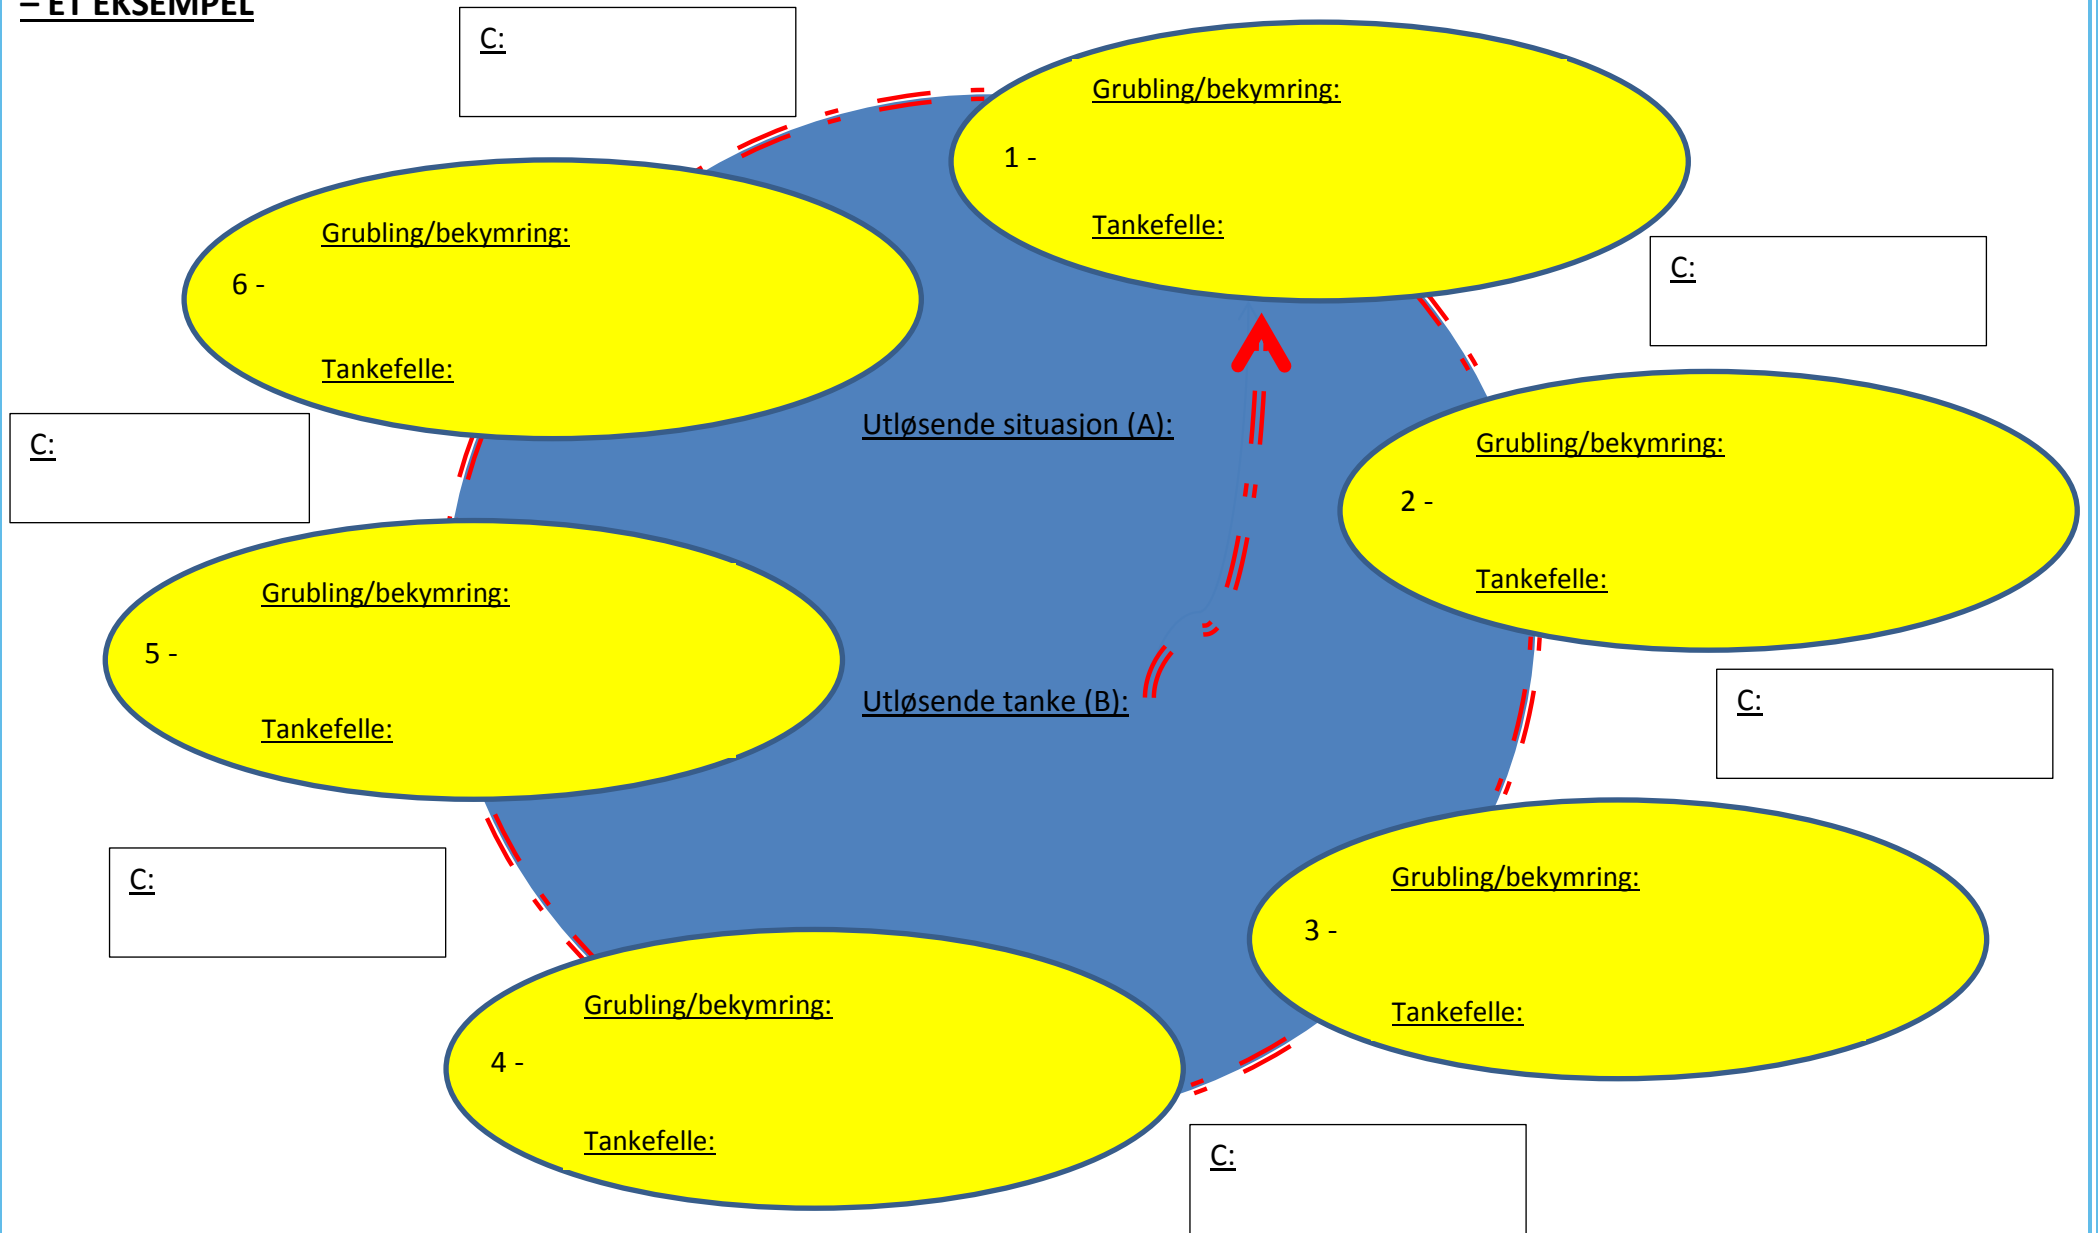 – ET EKSEMPEL
C:
Grubling/bekymring:
1 -
Tankefelle:
C:
Grubling/bekymring:
6 -
Tankefelle:
C:
Utløsende situasjon (A):
Grubling/bekymring:
2 -
Tankefelle:
Grubling/bekymring:
5 -
Tankefelle:
Utløsende tanke (B):
C:
C:
Grubling/bekymring:
3 -
Tankefelle:
Grubling/bekymring:
4 -
Tankefelle:
C: